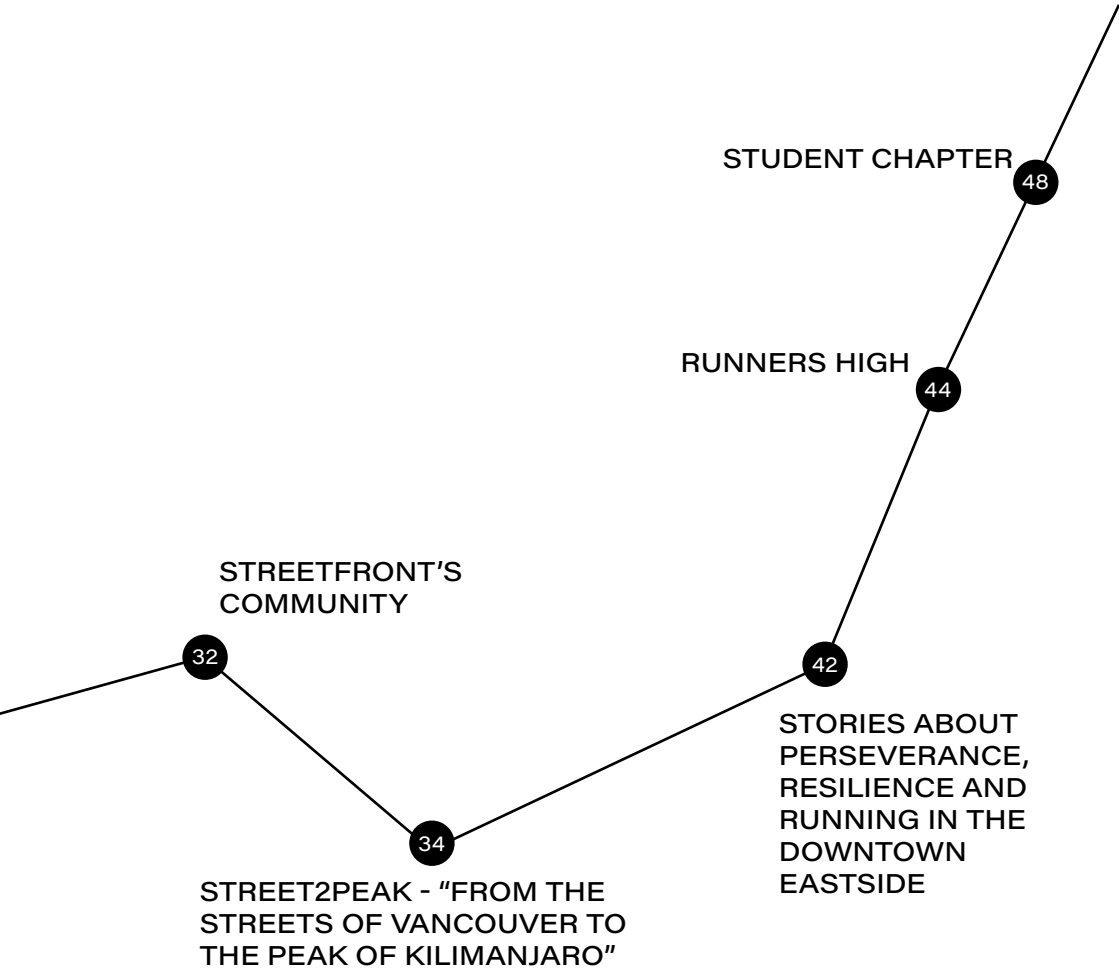 STUDENT CHAPTER
48
RUNNERS HIGH
44
STREETFRONT'S
COMMUNITY
32
42
STORIES ABOUT
PERSEVERANCE,
RESILIENCE AND
RUNNING IN THE
DOWNTOWN
EASTSIDE
34
STREET2PEAK - “FROM THE
STREETS OF VANCOUVER TO
THE PEAK OF KILIMANJARO”